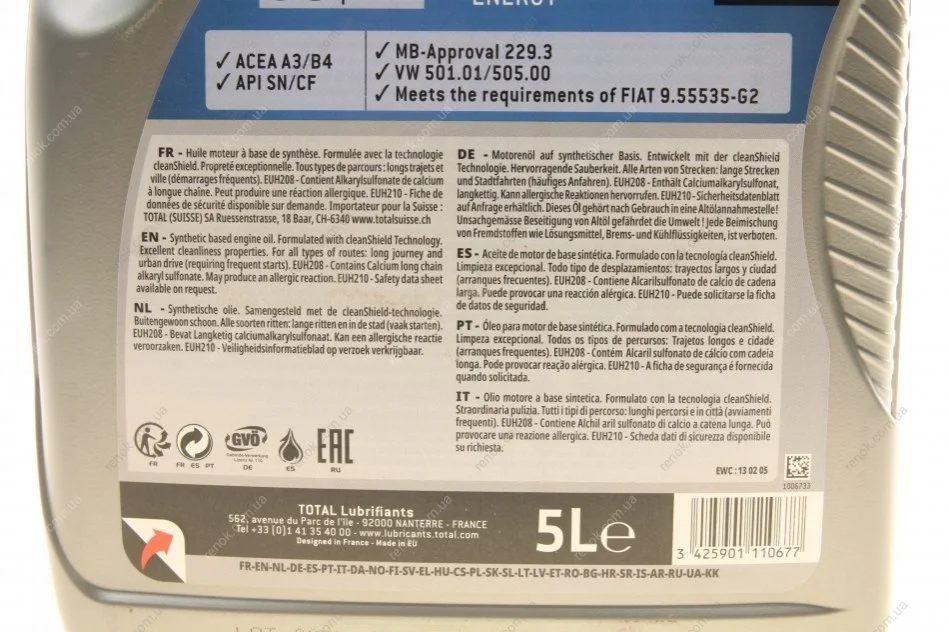 ENERGY
✓ ACEA A3/B4
✓ API SN/CF
✓ MB-Approval 229.3
✓ VW 501.01/505.00
✓ Meets the requirements of FIAT 9.55535-G2
FR - Huile moteur à base de synthèse. Formulée avec la technologie
cleanShield. Propreté exceptionnelle. Tous types de parcours : longs trajets et
ville (démarrages fréquents). EUH208 - Contient Alkarylsulfonate de calcium
à longue chaîne. Peut produire une réaction allergique. EUH210 - Fiche de
données de sécurité disponible sur demande. Importateur pour la Suisse :
TOTAL (SUISSE) SA Ruessenstrasse, 18 Baar, CH-6340 www.totalsuisse.ch
EN - Synthetic based engine oil. Formulated with cleanShield Technology.
Excellent cleanliness properties. For all types of routes: long journey and
urban drive (requiring frequent starts). EUH208 - Contains Calcium long chain
alkaryl sulfonate. May produce an allergic reaction. EUH210 - Safety data sheet
available on request.
NL - Synthetische olie. Samengesteld met de cleanShield-technologie.
Buitengewoon schoon. Alle soorten ritten: lange ritten en in de stad (vaak starten).
EUH208 - Bevat Langketig calciumalkarylsulfonaat. Kan een allergische reactie
veroorzaken. EUH210 - Veiligheidsinformatieblad op verzoek verkrijgbaar.
DE - Motorenöl auf synthetischer Basis. Entwickelt mit der cleanShield
Technologie. Hervorragende Sauberkeit. Alle Arten von Strecken: lange Strecken
und Stadtfahrten (häufiges Anfahren). EUH208 - Enthält Calciumalkarylsulfonat,
langkettig. Kann allergische Reaktionen hervorrufen. EUH210 - Sicherheitsdatenblatt
auf Anfrage erhältlich. Dieses Öl gehört nach Gebrauch in eine Altölannahmestelle!
Unsachgemässe Beseitigung von Altöl gefährdet die Umwelt ! Jede Beimischung
von Fremdstoffen wie Lösungsmittel, Brems- und Kühlflüssigkeiten, ist verboten.
ES - Aceite de motor de base sintética. Formulado con la tecnología cleanShield.
Limpieza excepcional. Todo tipo de desplazamientos: trayectos largos y ciudad
(arranques frecuentes). EUH208 - Contiene Alcarilsulfonato de calcio de cadena
larga. Puede provocar una reacción alérgica. EUH210 - Puede solicitarse la ficha
de datos de seguridad.
PT - Óleo para motor de base sintética. Formulado com a tecnologia cleanShield.
Limpeza excepcional. Todos os tipos de percursos: Trajetos longos e cidade
(arranques frequentes). EUH208 - Contém Alcaril sulfonato de cálcio com cadeia
longa. Pode provocar reação alérgica. EUH210 - A ficha de segurança é fornecida
quando solicitada.
IT - Olio motore a base sintetica. Formulato con la tecnologia cleanShield.
Straordinaria pulizia. Tutti i tipi di percorso: lunghi percorsi e in città (avviamenti
frequenti). EUH208 - Contiene Alchil aril sulfonato di calcio a catena lunga. Può
provocare una reazione allergica. EUH210 - Scheda dati di sicurezza disponibile
su richiesta.
EWC : 13 02 05
1006733
GVÖ
FR
FR ES PT
DE
ES
EAC
RU
TOTAL Lubrifiants
562, avenue du Parc de l'île - 92000 NANTERRE - FRANCE
Tel +33 (0)1 41 35 40 00 - www.lubricants.total.com
Designed in France - Made in EU
5L℮
3 425901 110677
FR-EN-NL-DE-ES-PT-IT-DA-NO-FI-SV-EL-HU-CS-PL-SK-SL-LT-LV-ET-RO-BG-HR-SR-IS-AR-RU-UA-KK
renok.com.ua